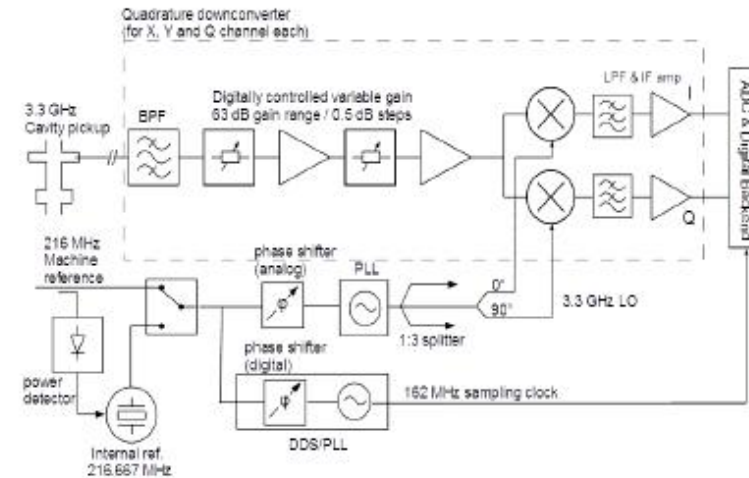 Quadrature downconverter
(for X, Y and Q channel each)
3.3 GHz
Cavity pickup
BPF
Digitally controlled variable gain
63 dB gain range / 0.5 dB steps
LPF & IF amp
I
Q
ADC & Digital Backend
216 MHz
Machine
reference
phase shifter
(analog)
φ
PLL
0°
90°
3.3 GHz LO
1:3 splitter
power
detector
phase shifter
(digital)
φ
162 MHz sampling clock
DDS/PLL
Internal ref.
216.667 MHz